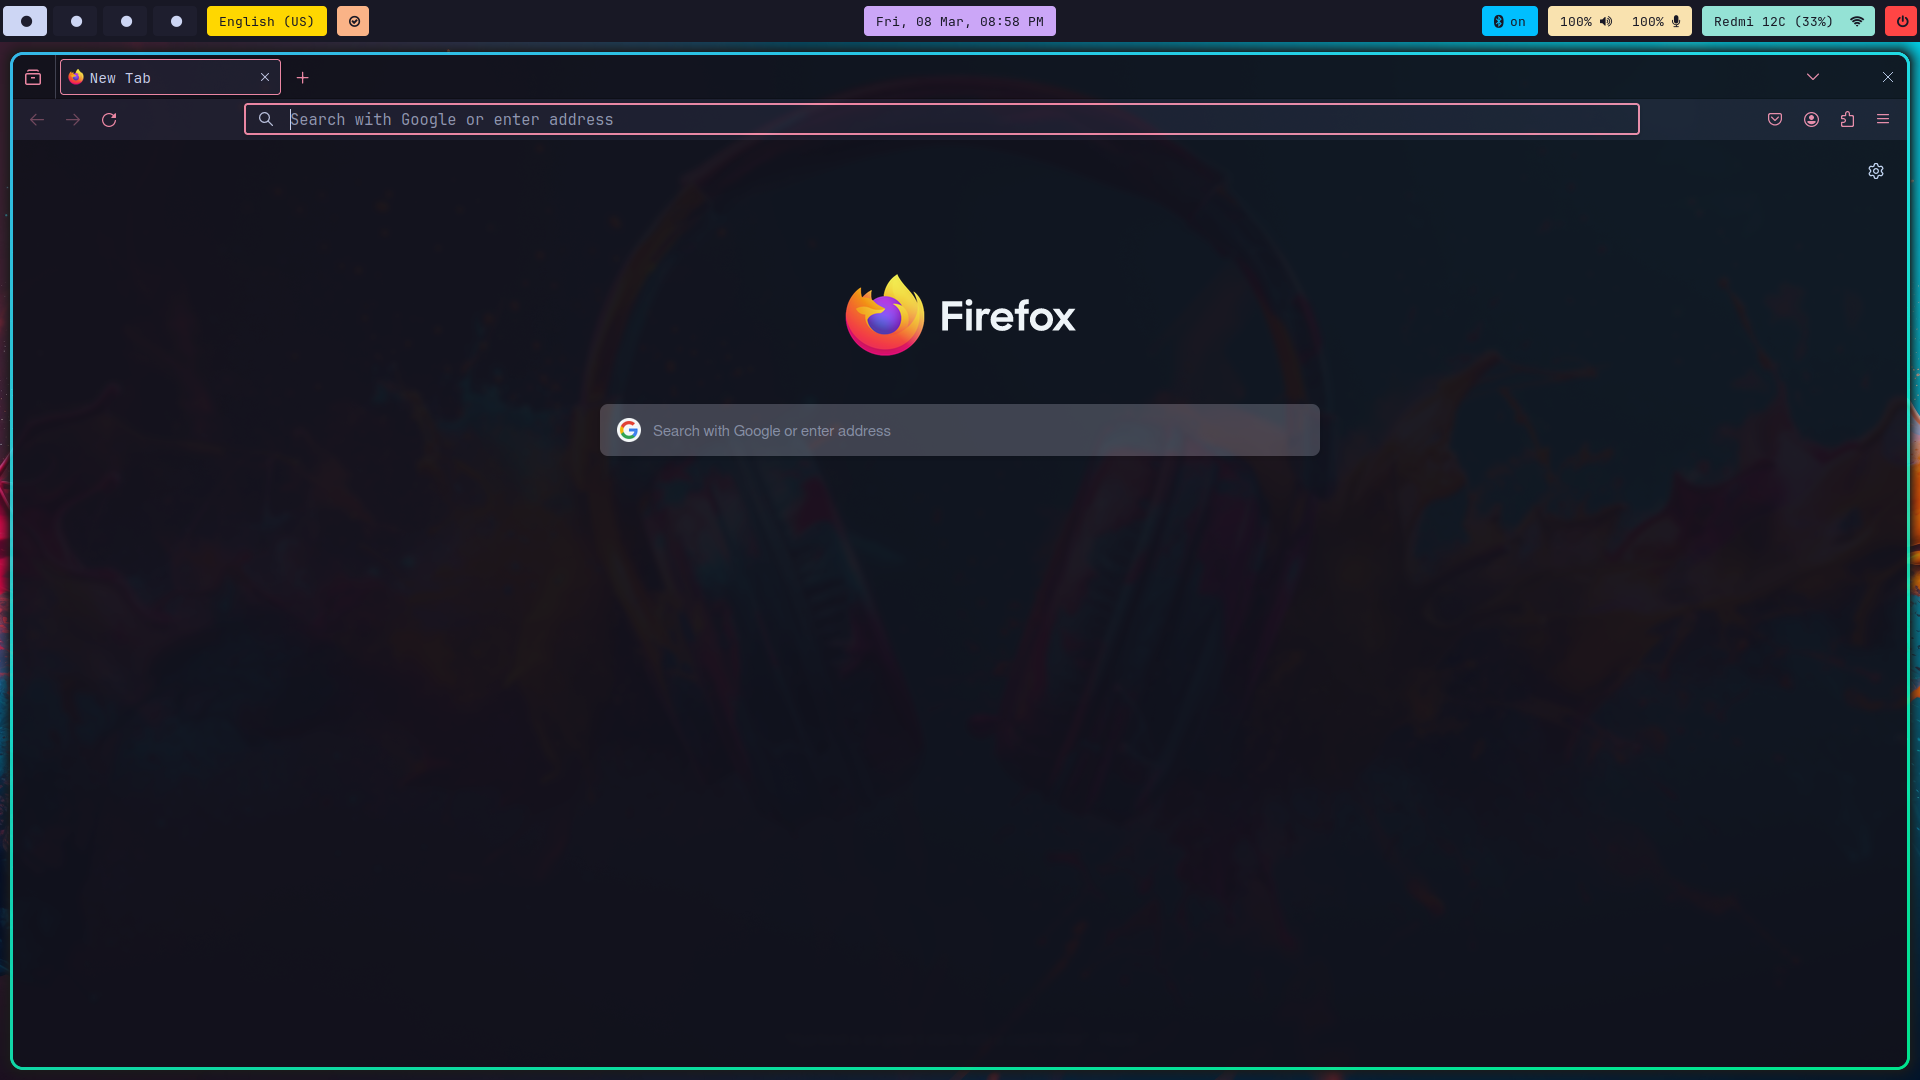 English (US)
Fri, 08 Mar, 08:58 PM
on
100%
100%
Redmi 12C (33%)
New Tab
Search with Google or enter address
Firefox
Search with Google or enter address